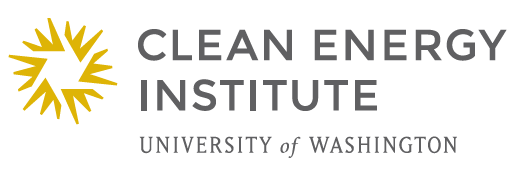 CLEAN ENERGY
INSTITUTE
UNIVERSITY of WASHINGTON